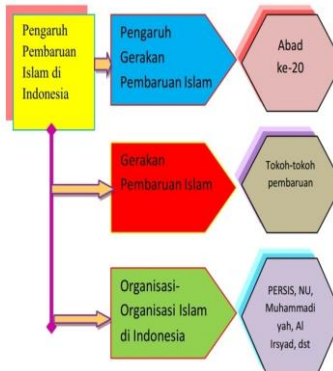 Pengaruh
Pembaruan
Islam di
Indonesia
Pengaruh
Gerakan
Pembaruan Islam
Abad
ke-20
Gerakan
Pembaruan Islam
Tokoh-tokoh
pembaruan
Organisasi-
Organisasi Islam
di Indonesia
PERSIS, NU,
Muhammadi
yah, Al
Irsyad, dst